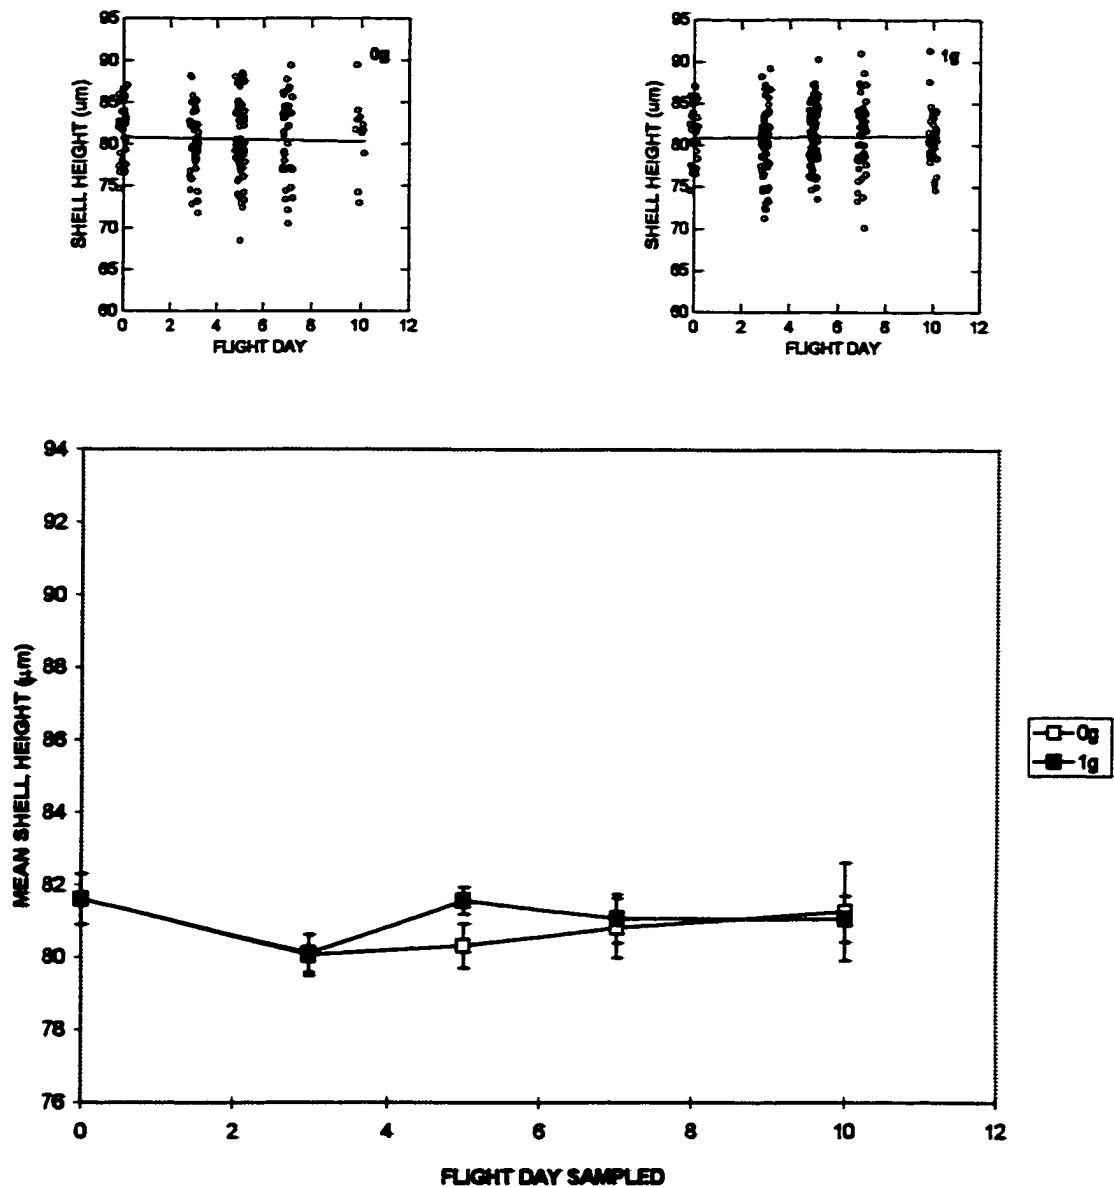 95
90
85
80
75
70
65
60
0 2 4 6 8 10 12
SHELL HEIGHT (um)
FLIGHT DAY
0g
95
90
85
80
75
70
65
60
0 2 4 6 8 10 12
SHELL HEIGHT (um)
FLIGHT DAY
1g
94
92
90
88
86
84
82
80
78
76
0 2 4 6 8 10 12
MEAN SHELL HEIGHT (μm)
FLIGHT DAY SAMPLED
0g
1g